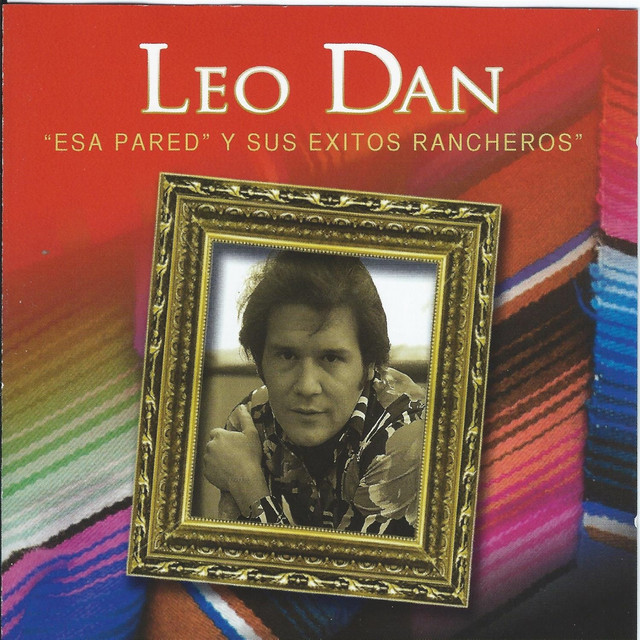 LEO DAN
“ESA PARED” Y SUS EXITOS RANCHEROS”